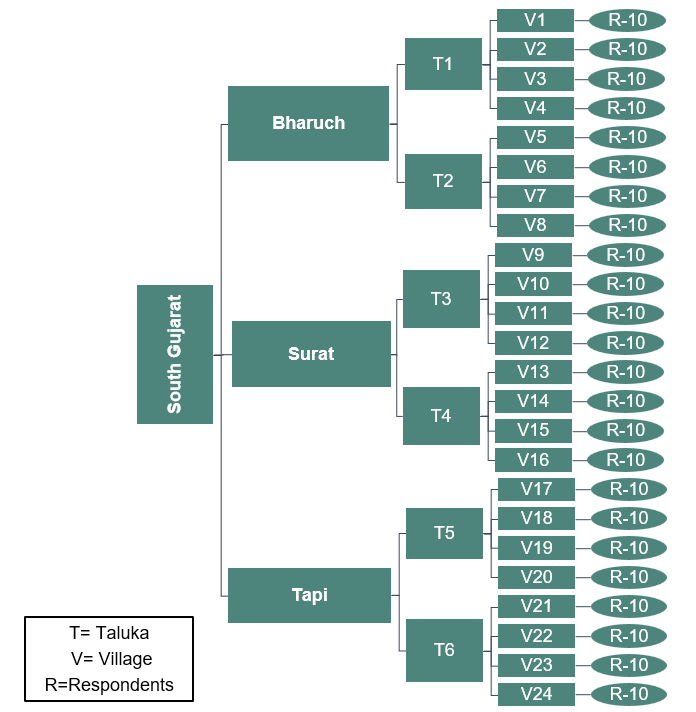 South Gujarat
Bharuch
T1
V1 R-10
V2 R-10
V3 R-10
V4 R-10
T2
V5 R-10
V6 R-10
V7 R-10
V8 R-10
Surat
T3
V9 R-10
V10 R-10
V11 R-10
V12 R-10
T4
V13 R-10
V14 R-10
V15 R-10
V16 R-10
Tapi
T5
V17 R-10
V18 R-10
V19 R-10
V20 R-10
T6
V21 R-10
V22 R-10
V23 R-10
V24 R-10
T= Taluka
V= Village
R=Respondents